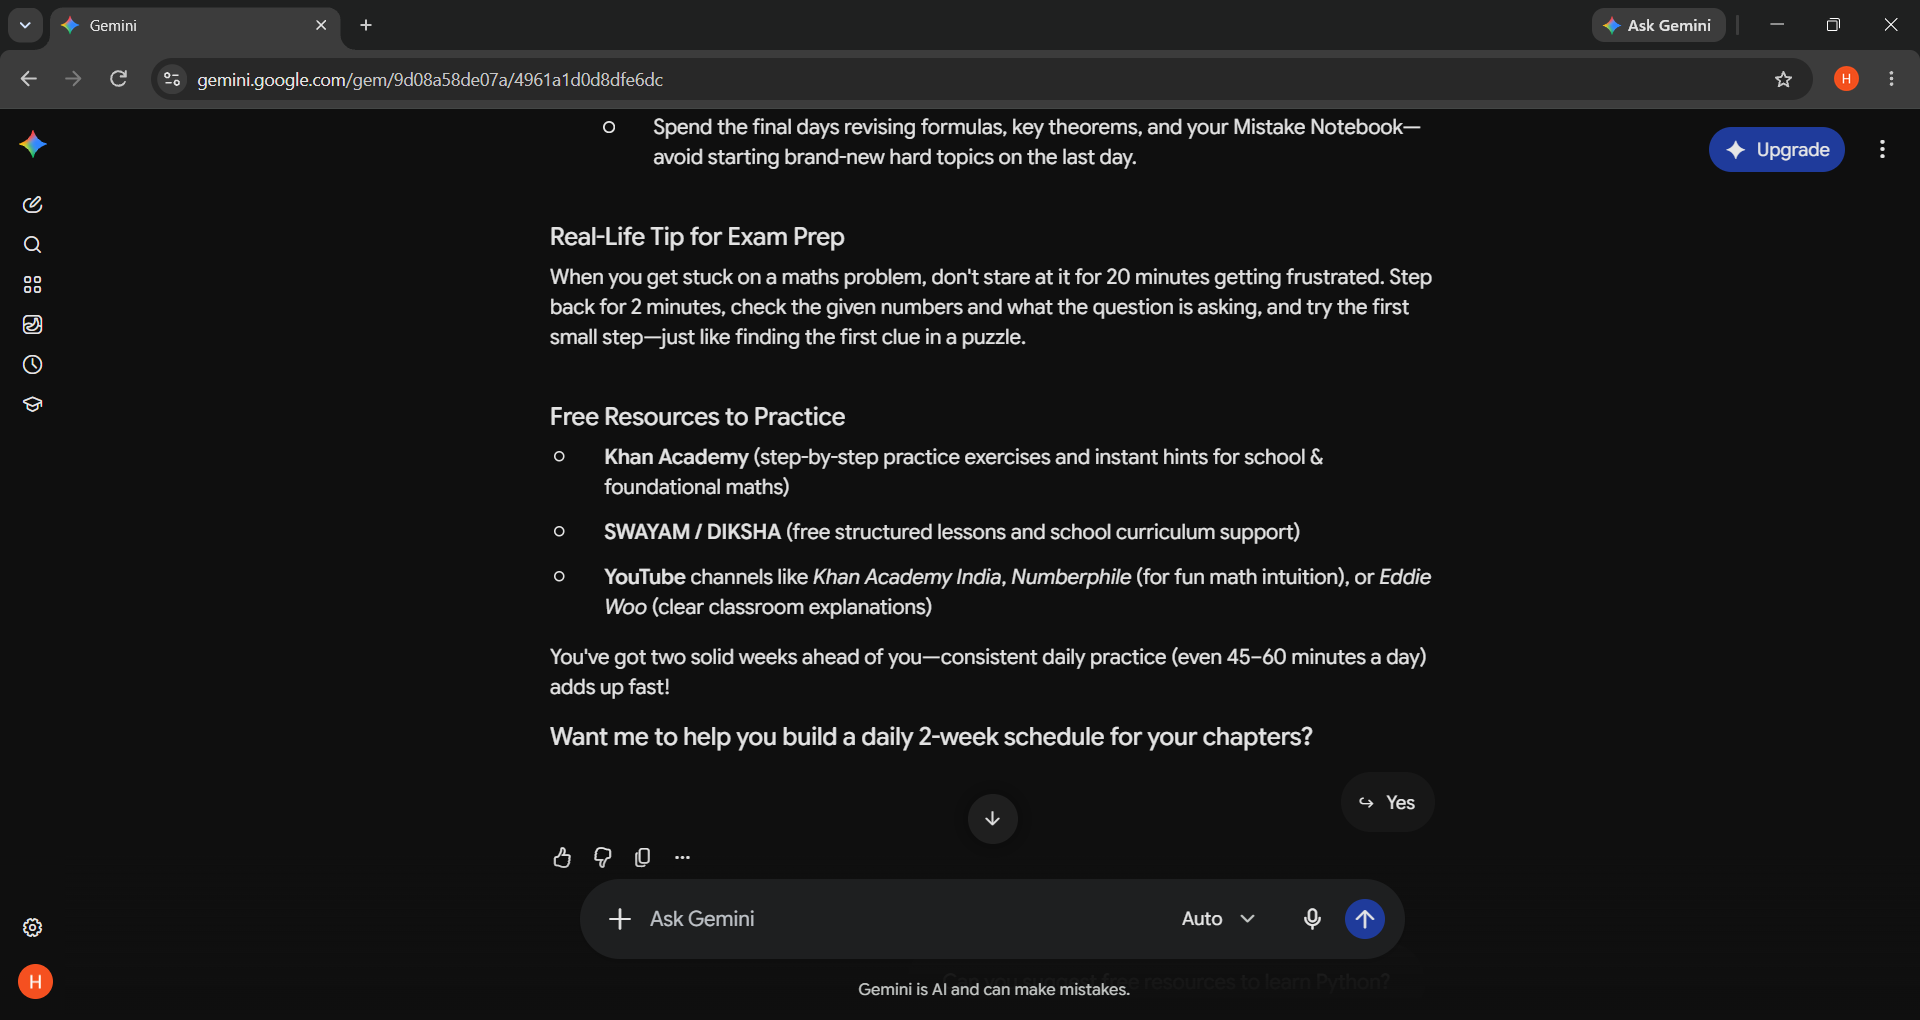 Gemini
Ask Gemini
gemini.google.com/gem/9d08a58de07a/4961a1d0d8dfe6dc
H
Spend the final days revising formulas, key theorems, and your Mistake Notebook—
avoid starting brand-new hard topics on the last day.
Upgrade
Real-Life Tip for Exam Prep
When you get stuck on a maths problem, don't stare at it for 20 minutes getting frustrated. Step
back for 2 minutes, check the given numbers and what the question is asking, and try the first
small step—just like finding the first clue in a puzzle.
Free Resources to Practice
Khan Academy (step-by-step practice exercises and instant hints for school &
foundational maths)
SWAYAM / DIKSHA (free structured lessons and school curriculum support)
YouTube channels like Khan Academy India, Numberphile (for fun math intuition), or Eddie
Woo (clear classroom explanations)
You've got two solid weeks ahead of you—consistent daily practice (even 45–60 minutes a day)
adds up fast!
Want me to help you build a daily 2-week schedule for your chapters?
Yes
Ask Gemini
Auto
Can you suggest free resources to learn Python?
Gemini is AI and can make mistakes.
H